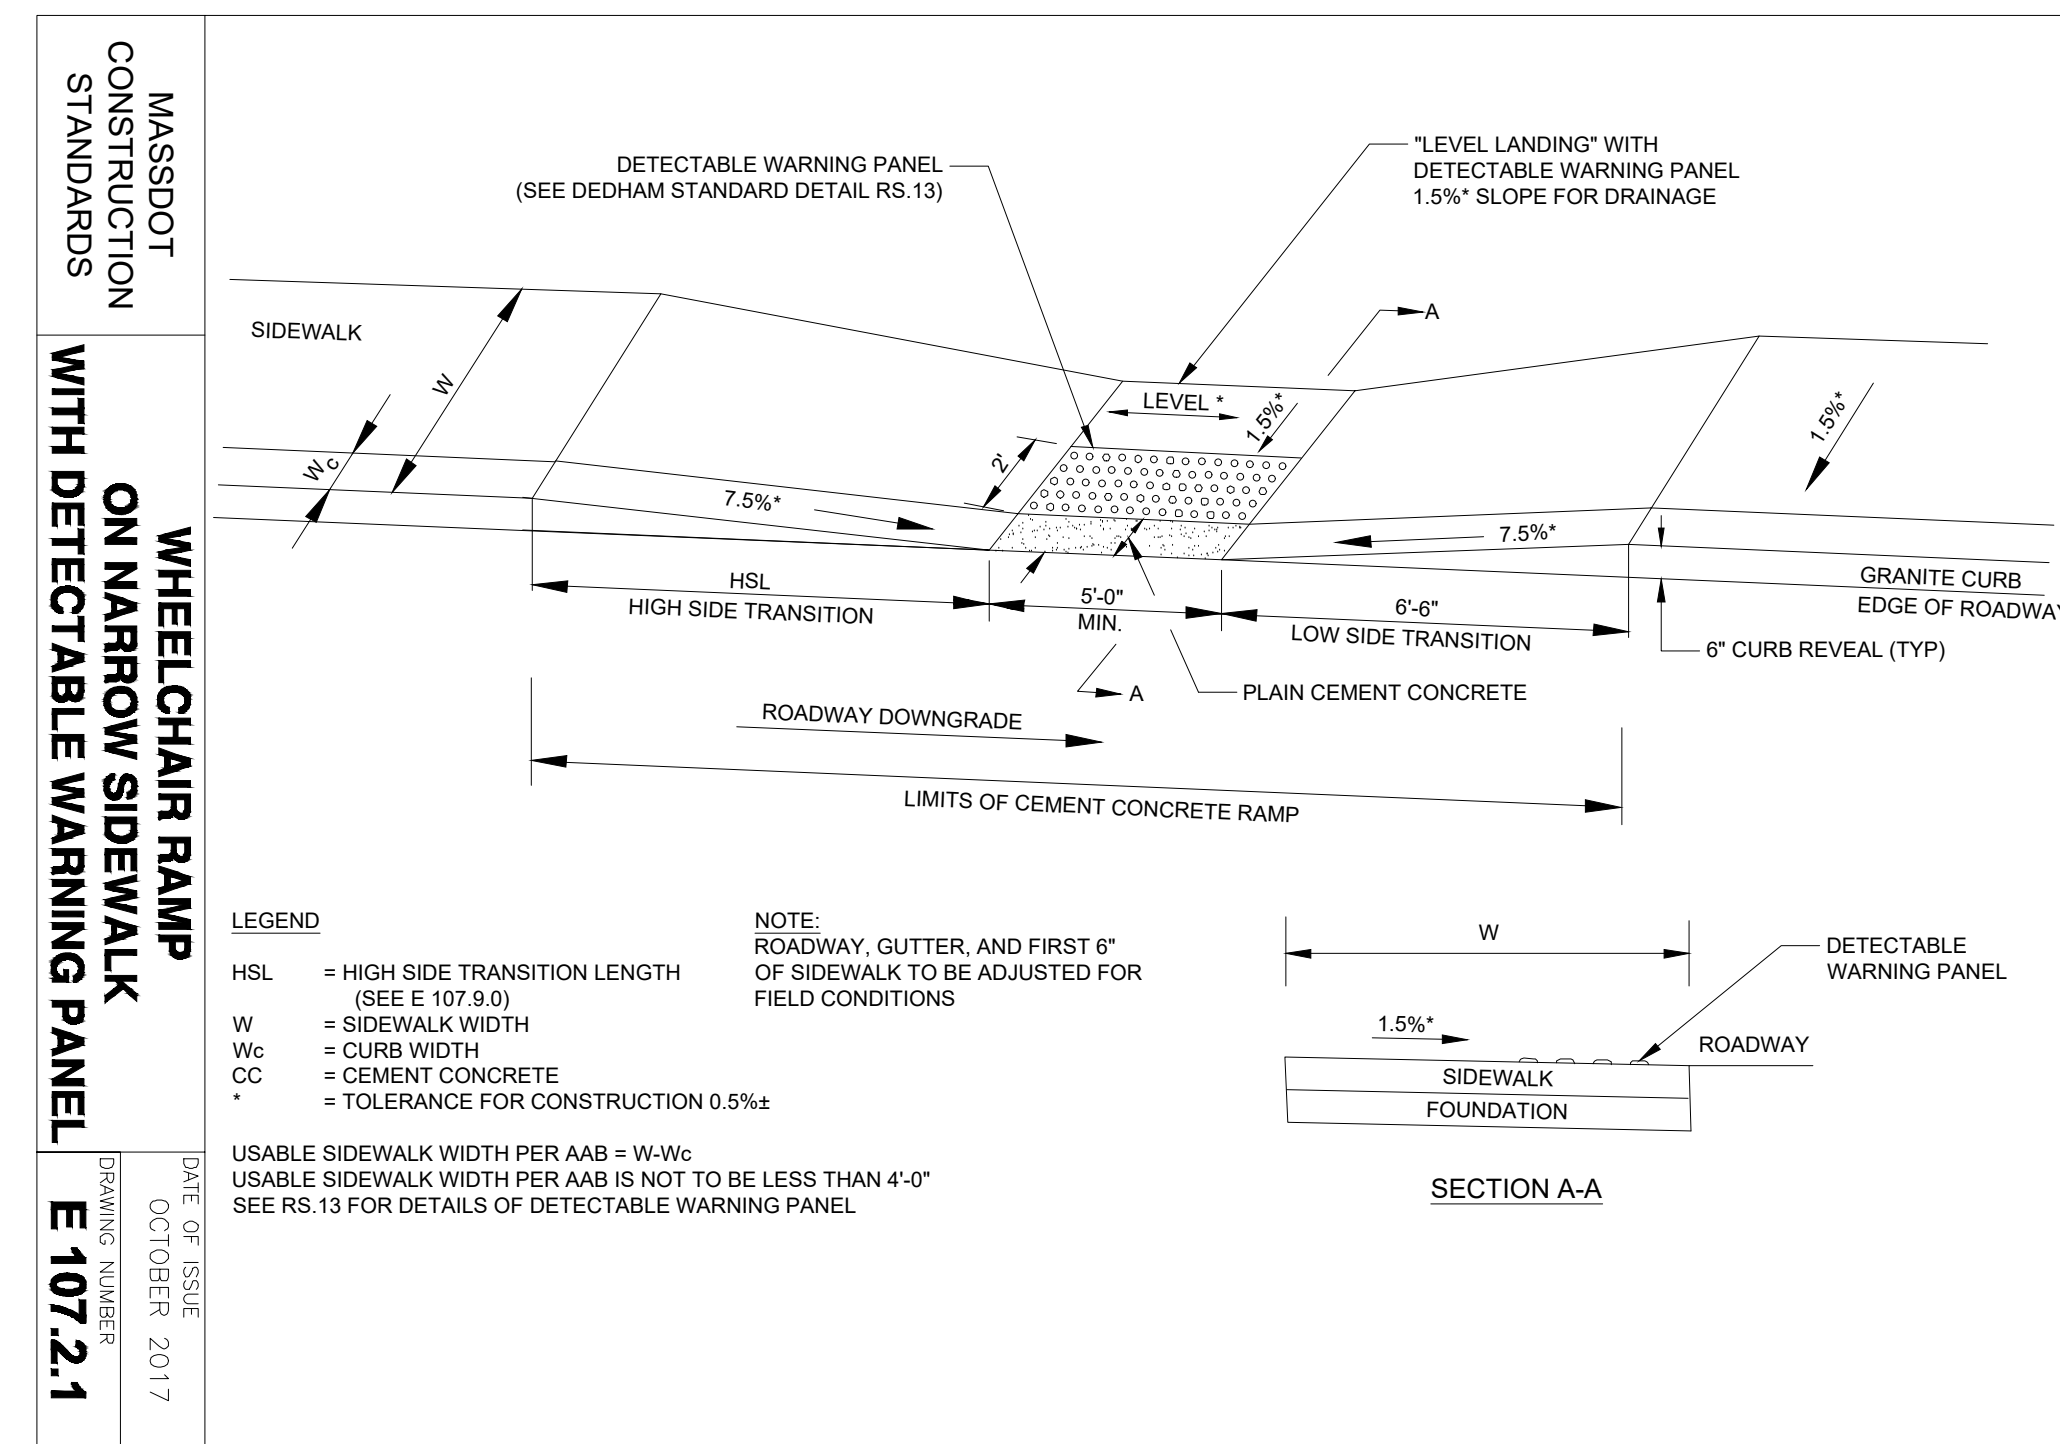 MASSDOT
CONSTRUCTION
STANDARDS
WHEELCHAIR RAMP
ON NARROW SIDEWALK
WITH DETECTABLE WARNING PANEL
DATE OF ISSUE
OCTOBER 2017
DRAWING NUMBER
E 107.2.1
DETECTABLE WARNING PANEL
(SEE DEDHAM STANDARD DETAIL RS.13)
"LEVEL LANDING" WITH
DETECTABLE WARNING PANEL
1.5%* SLOPE FOR DRAINAGE
SIDEWALK
W
Wc
A
LEVEL *
1.5%*
1.5%*
2'
7.5%*
7.5%*
HSL
HIGH SIDE TRANSITION
5'-0"
MIN.
6'-6"
LOW SIDE TRANSITION
GRANITE CURB
EDGE OF ROADWAY
6" CURB REVEAL (TYP)
A
PLAIN CEMENT CONCRETE
ROADWAY DOWNGRADE
LIMITS OF CEMENT CONCRETE RAMP
LEGEND
HSL = HIGH SIDE TRANSITION LENGTH
(SEE E 107.9.0)
W = SIDEWALK WIDTH
Wc = CURB WIDTH
CC = CEMENT CONCRETE
* = TOLERANCE FOR CONSTRUCTION 0.5%±
USABLE SIDEWALK WIDTH PER AAB = W-Wc
USABLE SIDEWALK WIDTH PER AAB IS NOT TO BE LESS THAN 4'-0"
SEE RS.13 FOR DETAILS OF DETECTABLE WARNING PANEL
NOTE:
ROADWAY, GUTTER, AND FIRST 6"
OF SIDEWALK TO BE ADJUSTED FOR
FIELD CONDITIONS
W
DETECTABLE
WARNING PANEL
1.5%*
ROADWAY
SIDEWALK
FOUNDATION
SECTION A-A